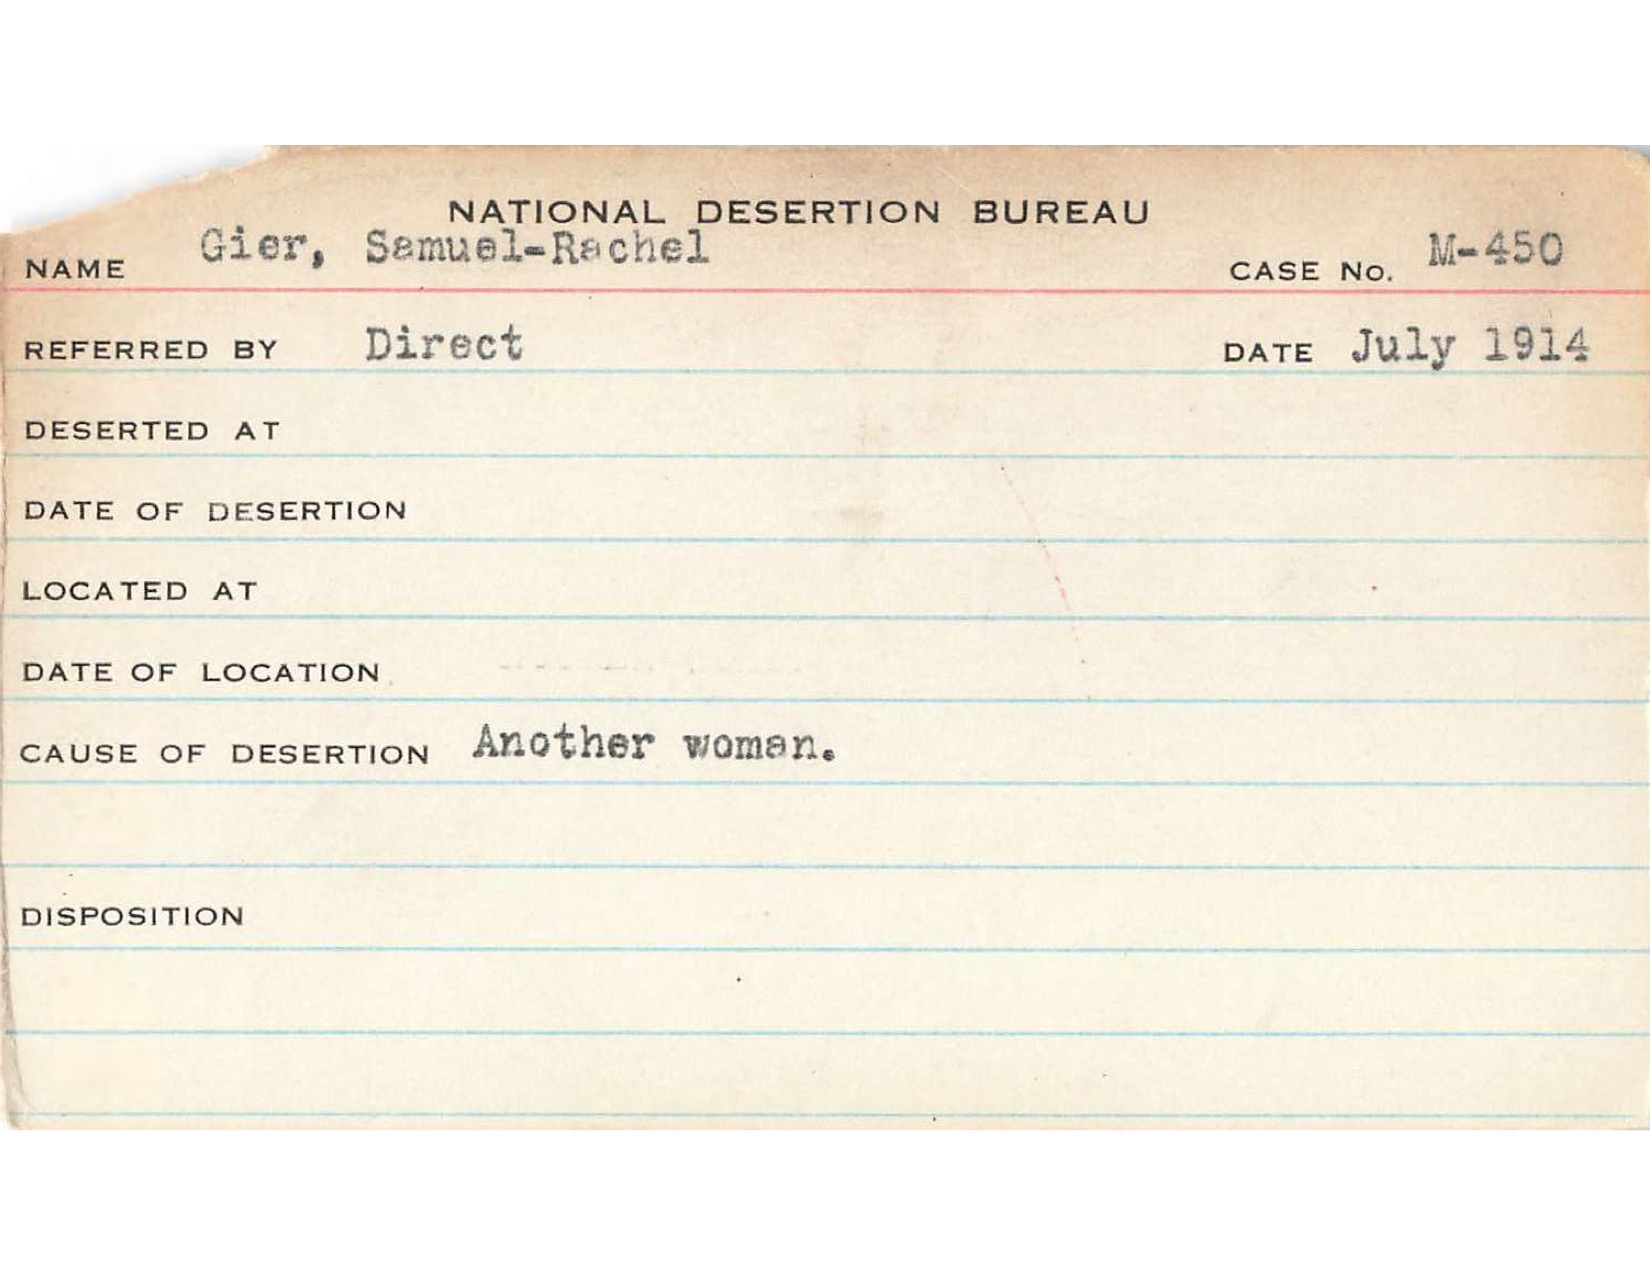 NATIONAL DESERTION BUREAU
NAME Gier, Samuel-Rachel CASE No. M-450
REFERRED BY Direct DATE July 1914
DESERTED AT
DATE OF DESERTION
LOCATED AT
DATE OF LOCATION
CAUSE OF DESERTION Another woman.
DISPOSITION